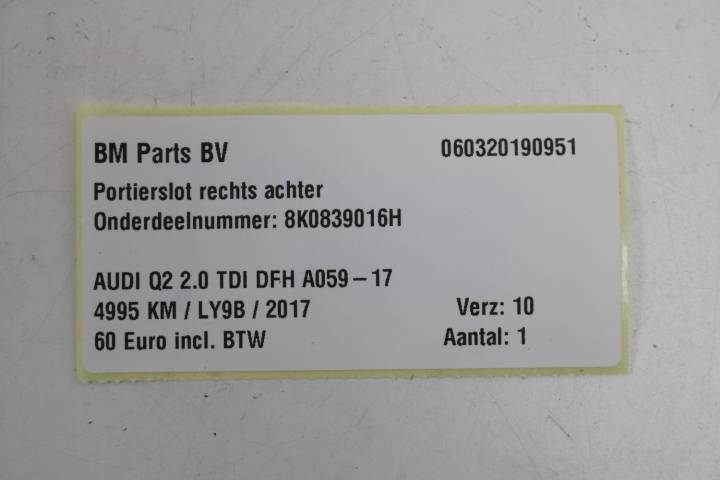 BM Parts BV 060320190951
Portierslot rechts achter
Onderdeelnummer: 8K0839016H
AUDI Q2 2.0 TDI DFH A059-17
4995 KM / LY9B / 2017 Verz: 10
60 Euro incl. BTW Aantal: 1